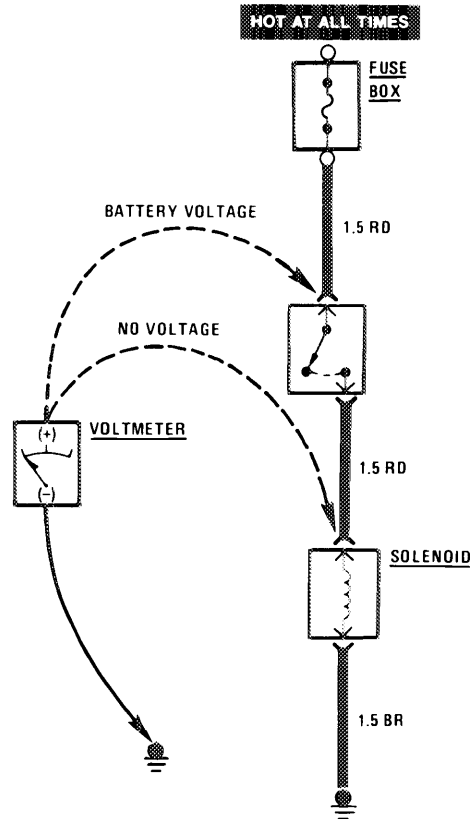 HOT AT ALL TIMES
FUSE
BOX
BATTERY VOLTAGE
1.5 RD
NO VOLTAGE
VOLTMETER
(+)
(−)
1.5 RD
SOLENOID
1.5 BR